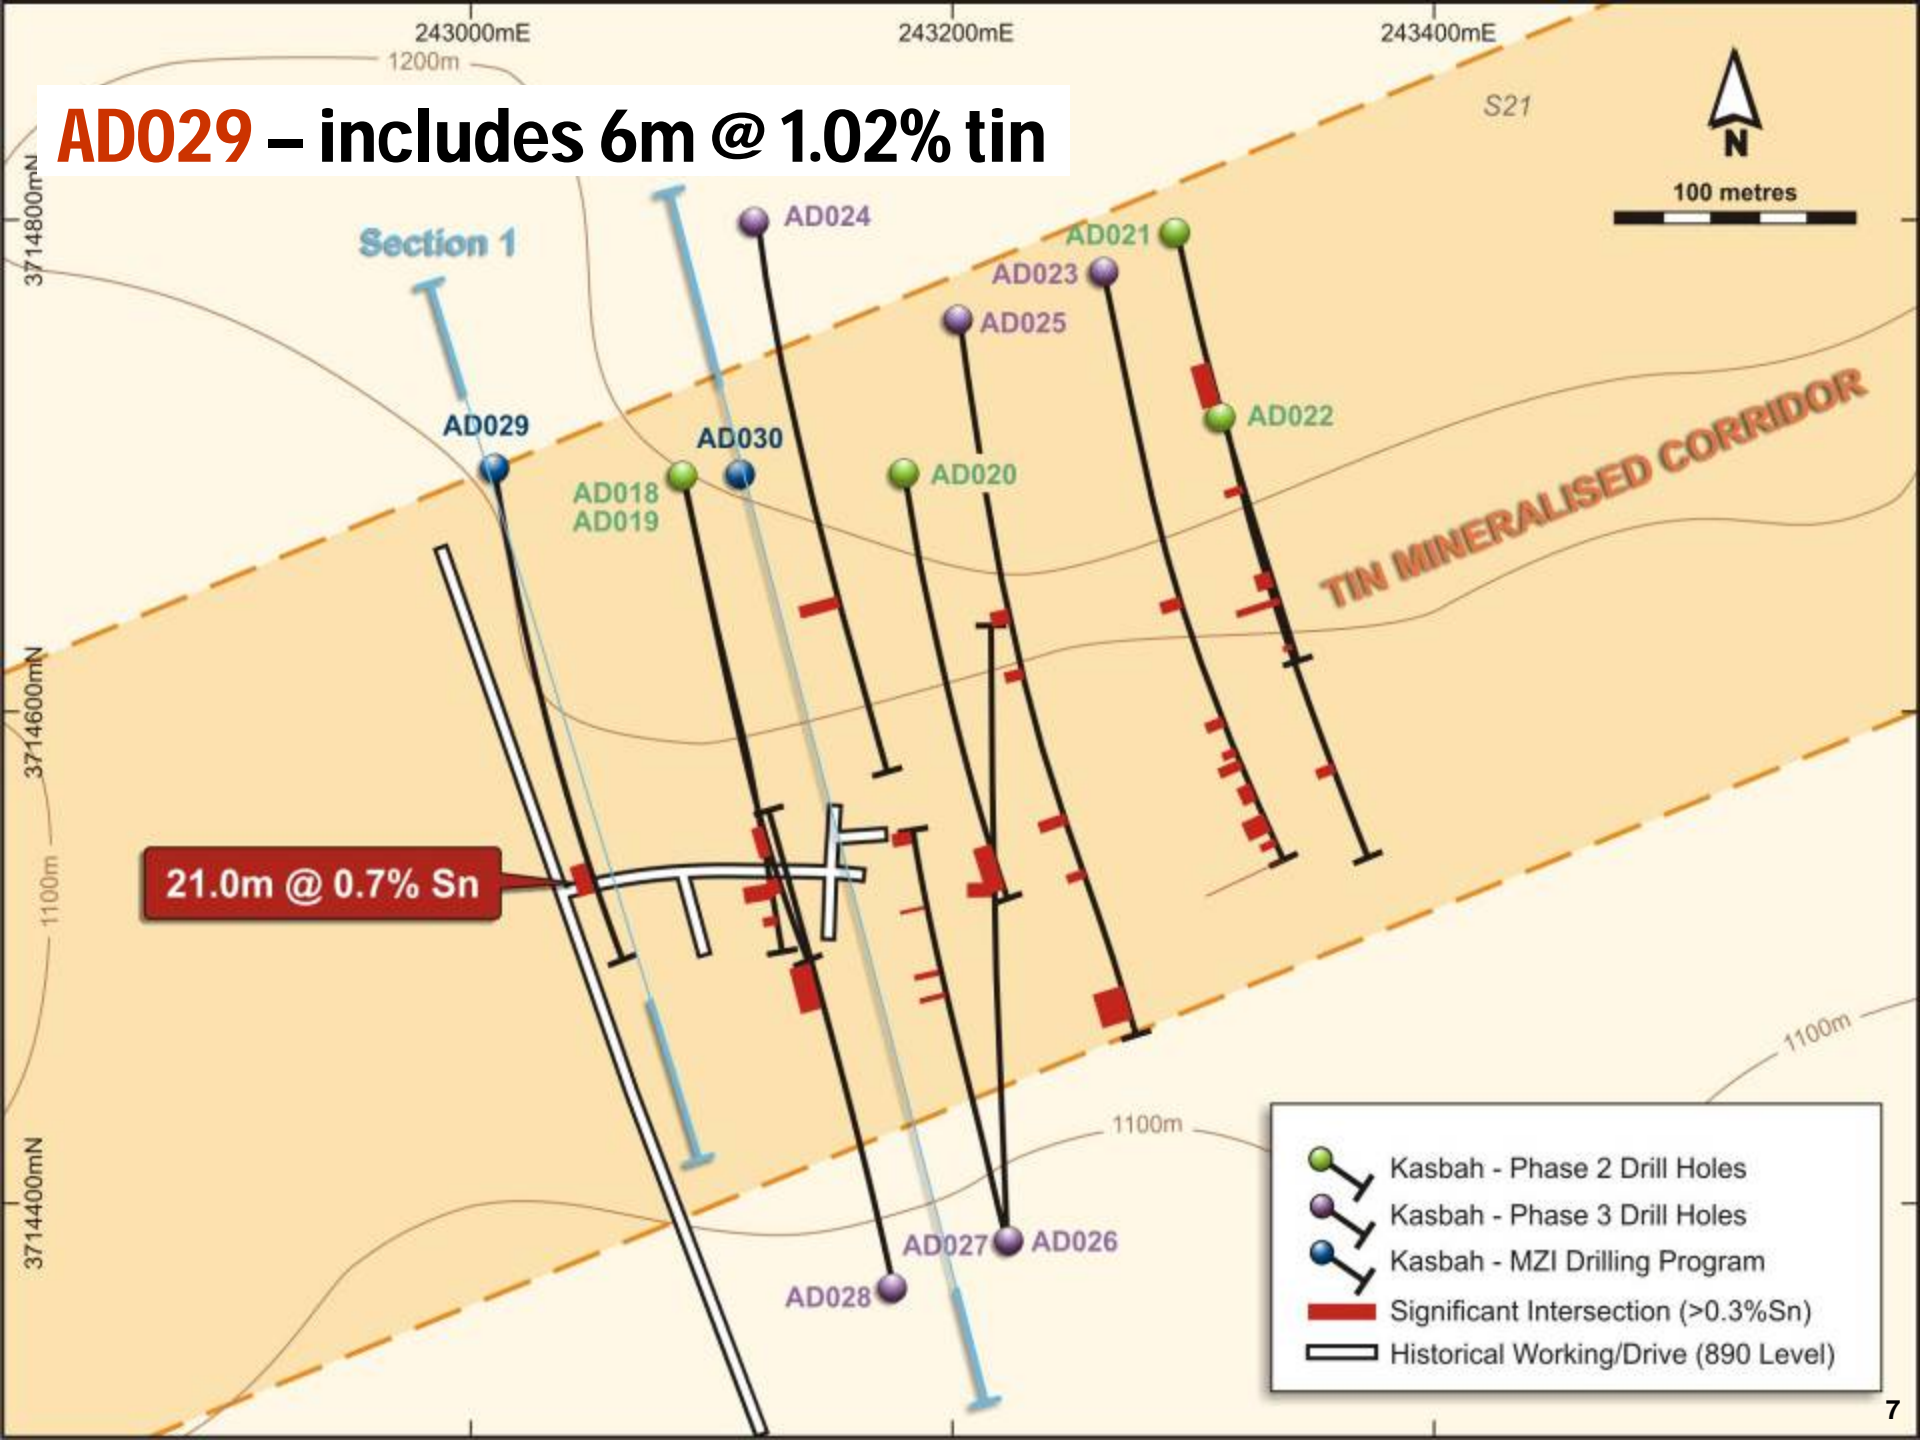 243000mE
243200mE
243400mE
1200m
AD029 – includes 6m @ 1.02% tin
S21
N
100 metres
3714800mN
Section 1
AD024
AD021
AD023
AD025
AD029
AD030
AD022
AD018
AD019
AD020
TIN MINERALISED CORRIDOR
3714600mN
21.0m @ 0.7% Sn
1100m
1100m
1100m
3714400mN
AD027
AD026
AD028
Kasbah - Phase 2 Drill Holes
Kasbah - Phase 3 Drill Holes
Kasbah - MZI Drilling Program
Significant Intersection (>0.3%Sn)
Historical Working/Drive (890 Level)
7